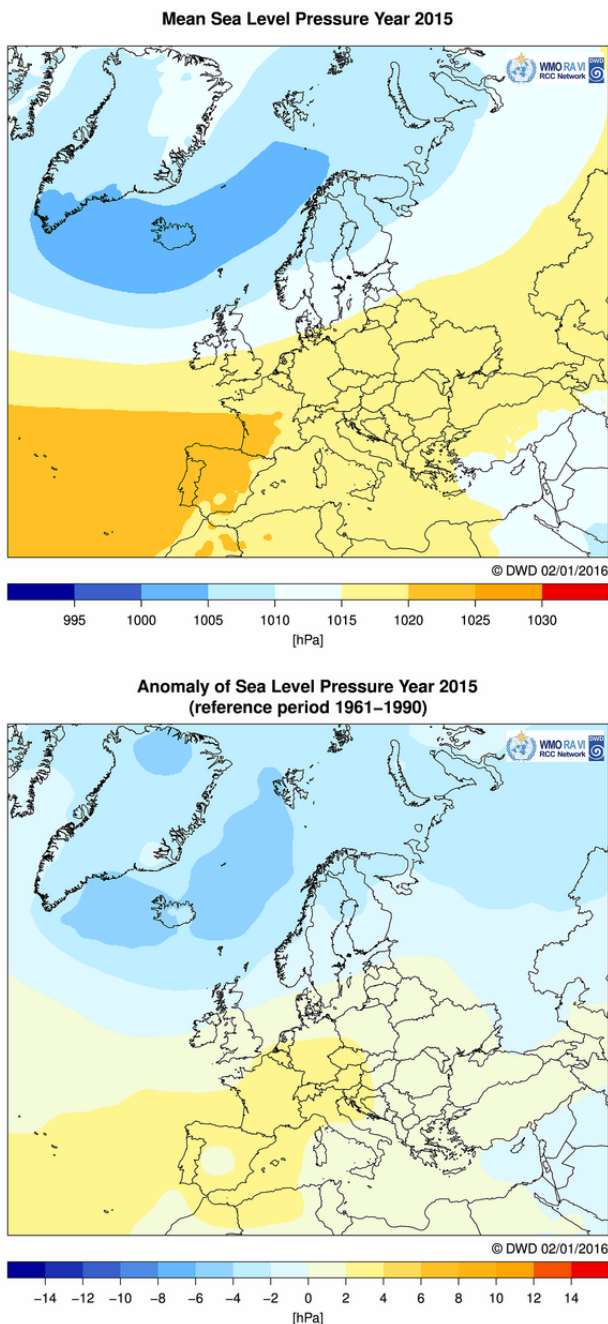 Mean Sea Level Pressure Year 2015
WMO RA VI
RCC Network
DWD
© DWD 02/01/2016
995 1000 1005 1010 1015 1020 1025 1030
[hPa]
Anomaly of Sea Level Pressure Year 2015
(reference period 1961−1990)
WMO RA VI
RCC Network
DWD
© DWD 02/01/2016
−14 −12 −10 −8 −6 −4 −2 0 2 4 6 8 10 12 14
[hPa]